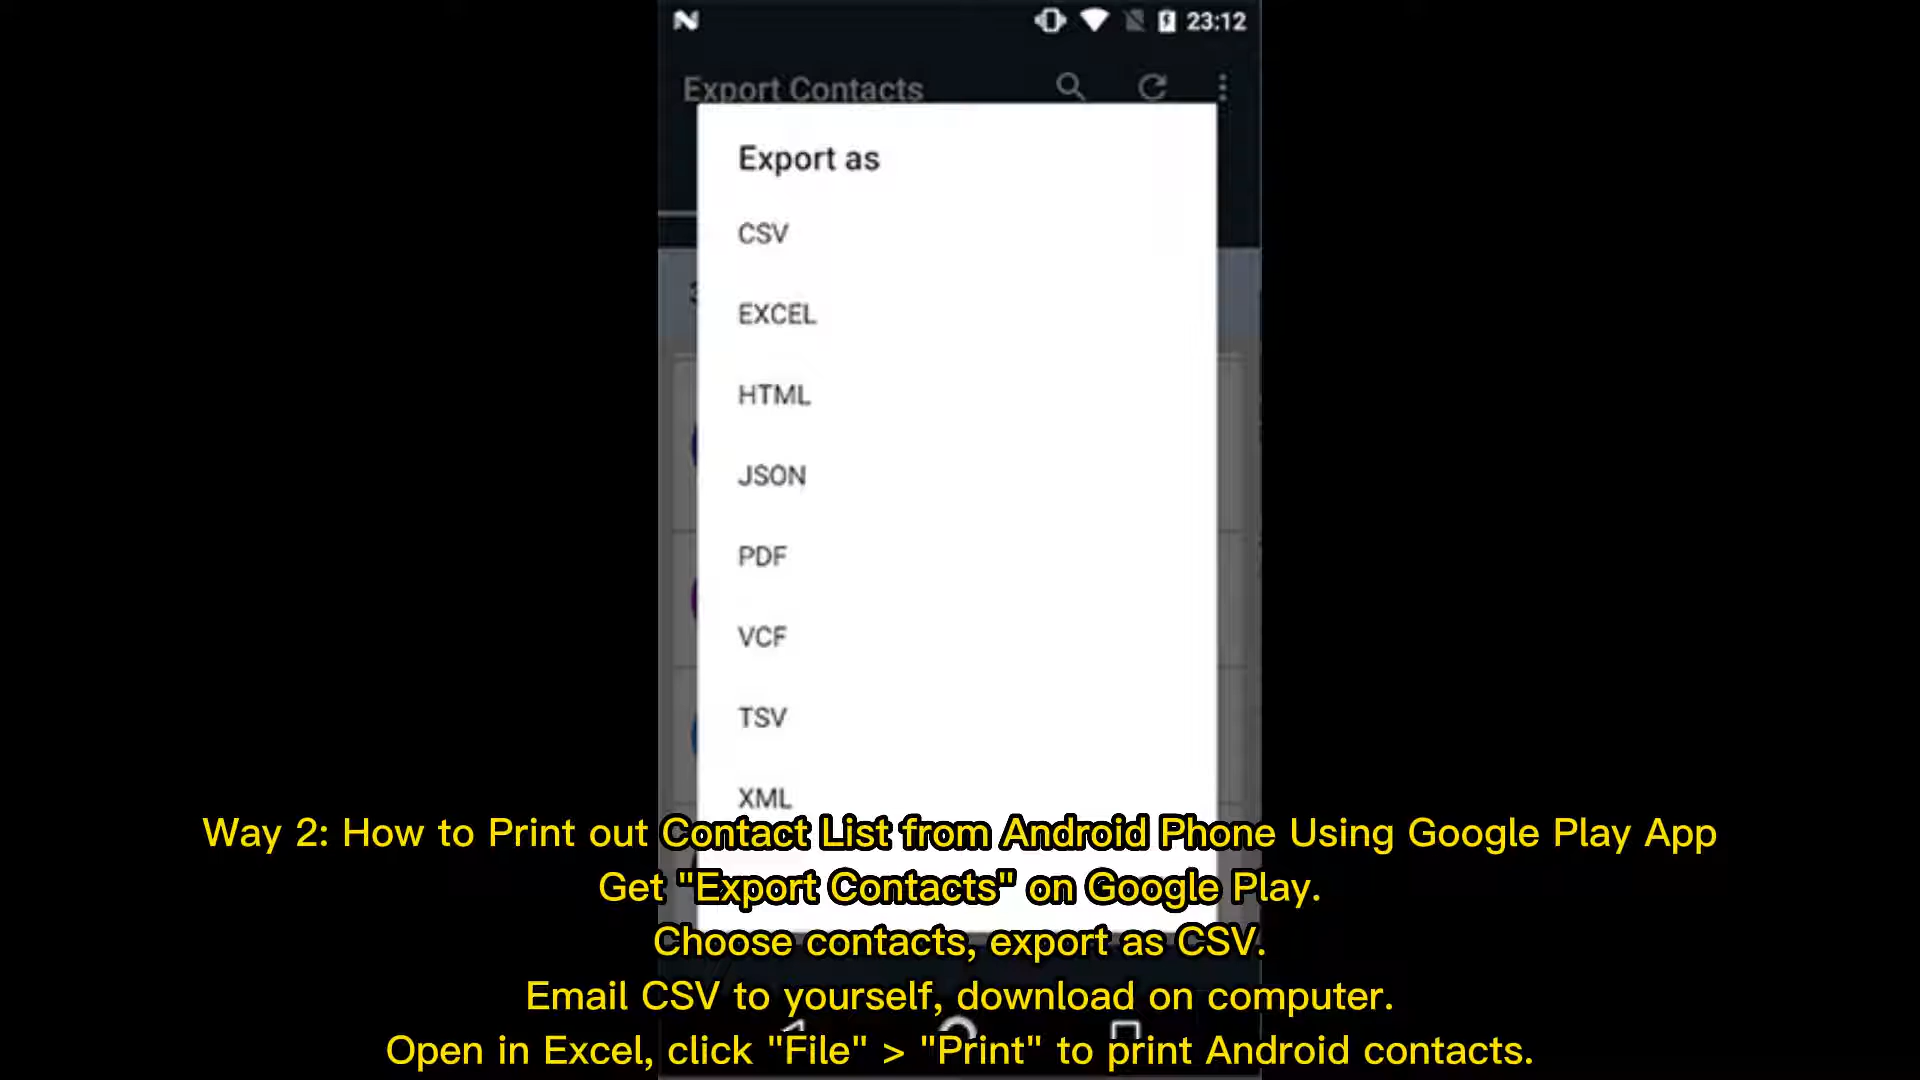 23:12
Export Contacts
Export as
CSV
EXCEL
HTML
JSON
PDF
VCF
TSV
XML
Way 2: How to Print out Contact List from Android Phone Using Google Play App
Get "Export Contacts" on Google Play.
Choose contacts, export as CSV.
Email CSV to yourself, download on computer.
Open in Excel, click "File" > "Print" to print Android contacts.